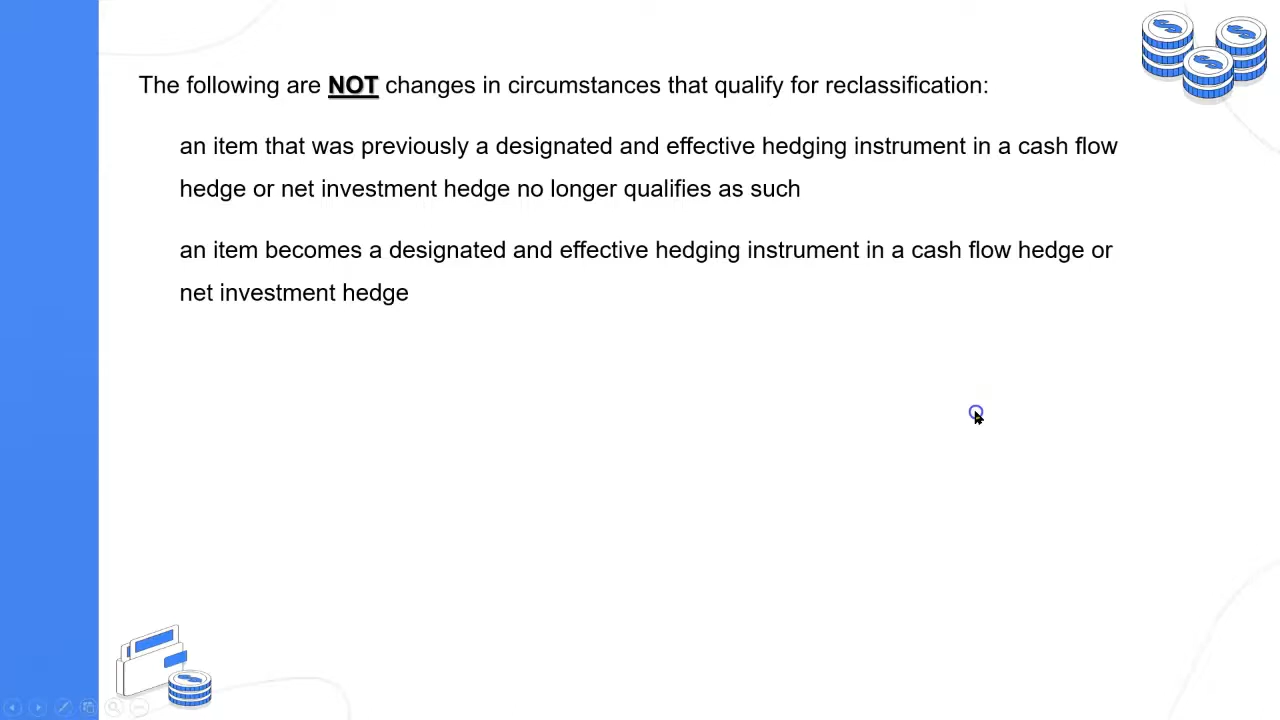 The following are NOT changes in circumstances that qualify for reclassification:
an item that was previously a designated and effective hedging instrument in a cash flow
hedge or net investment hedge no longer qualifies as such
an item becomes a designated and effective hedging instrument in a cash flow hedge or
net investment hedge